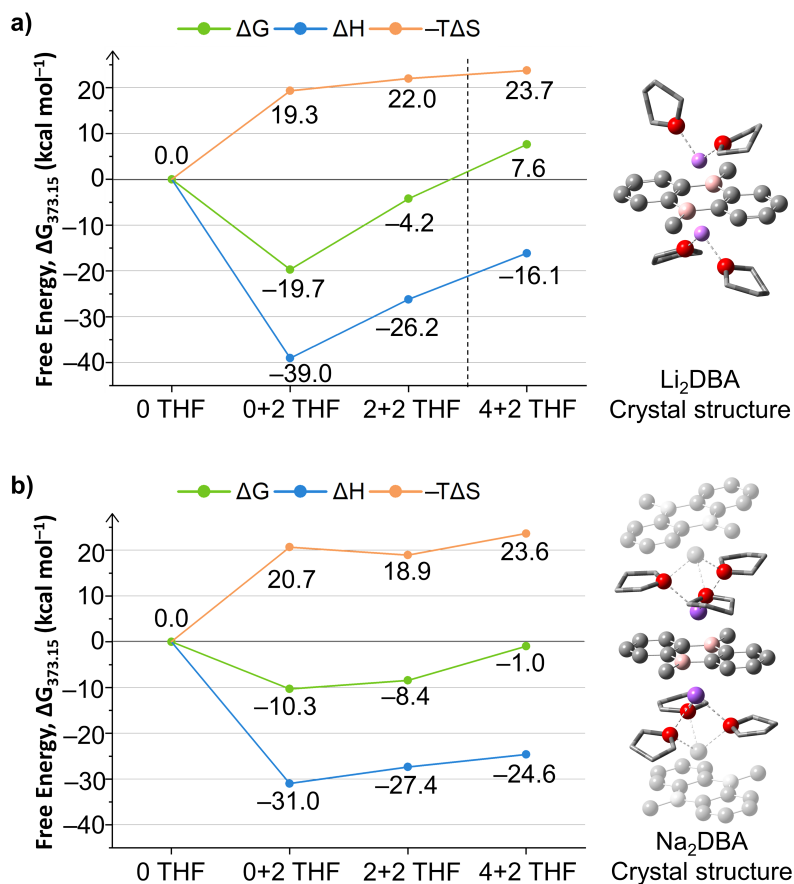 a)
ΔG ΔH –TΔS
Free Energy, ΔG373.15 (kcal mol–1)
20
10
0
–10
–20
–30
–40
0.0
19.3
22.0
23.7
7.6
–4.2
–19.7
–16.1
–26.2
–39.0
0 THF 0+2 THF 2+2 THF 4+2 THF
Li2DBA
Crystal structure
b)
ΔG ΔH –TΔS
Free Energy, ΔG373.15 (kcal mol–1)
20
10
0
–10
–20
–30
–40
0.0
20.7
18.9
23.6
–1.0
–10.3
–8.4
–24.6
–27.4
–31.0
0 THF 0+2 THF 2+2 THF 4+2 THF
Na2DBA
Crystal structure